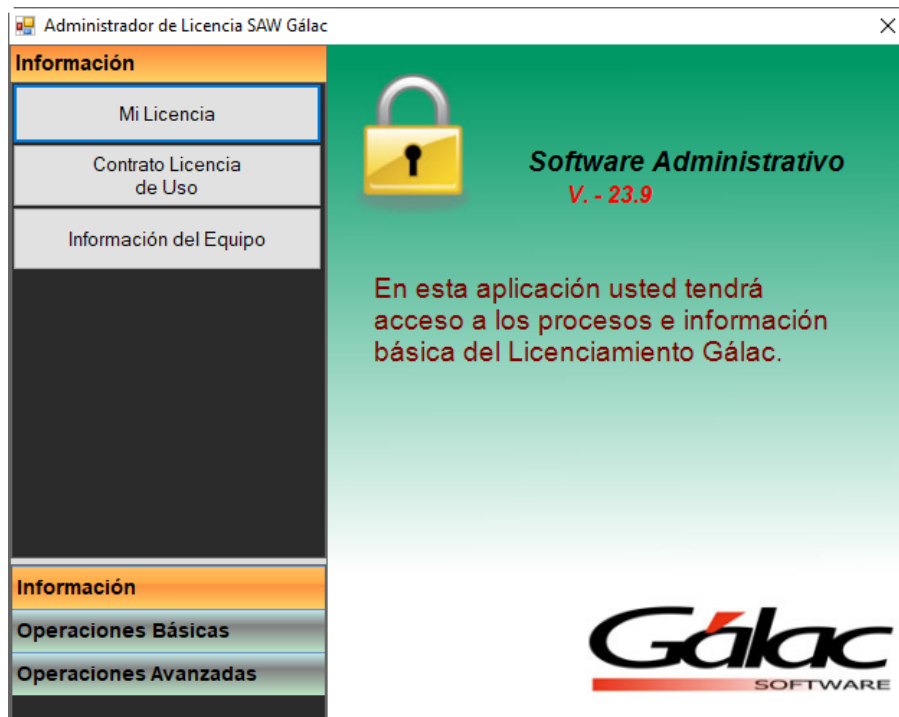 Administrador de Licencia SAW Gálac
Información
Mi Licencia
Contrato Licencia
de Uso
Información del Equipo
Información
Operaciones Básicas
Operaciones Avanzadas
Software Administrativo
V. - 23.9
En esta aplicación usted tendrá
acceso a los procesos e información
básica del Licenciamiento Gálac.
Gálac
SOFTWARE